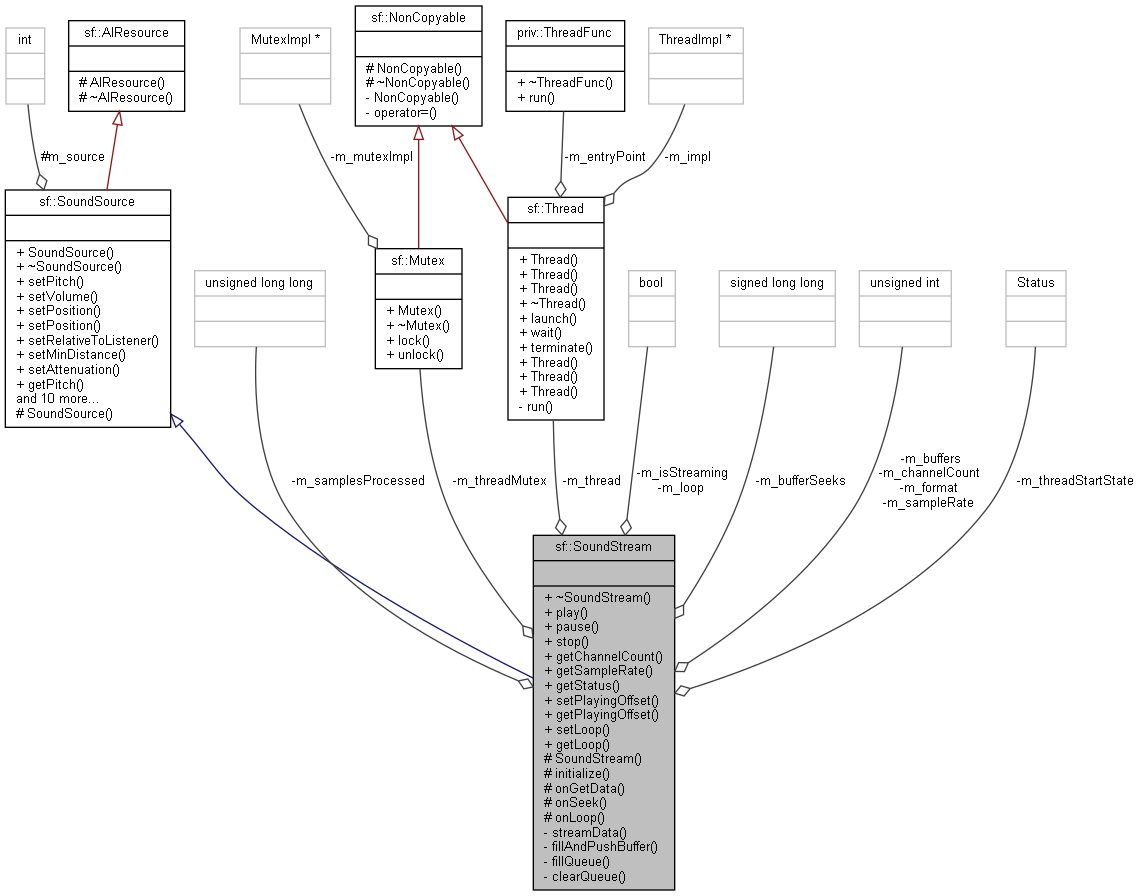 int
sf::AlResource
# AlResource()
# ~AlResource()
MutexImpl *
sf::NonCopyable
# NonCopyable()
# ~NonCopyable()
- NonCopyable()
- operator=()
priv::ThreadFunc
+ ~ThreadFunc()
+ run()
ThreadImpl *
#m_source
-m_mutexImpl
-m_entryPoint
-m_impl
sf::SoundSource
+ SoundSource()
+ ~SoundSource()
+ setPitch()
+ setVolume()
+ setPosition()
+ setPosition()
+ setRelativeToListener()
+ setMinDistance()
+ setAttenuation()
+ getPitch()
and 10 more...
# SoundSource()
unsigned long long
sf::Mutex
+ Mutex()
+ ~Mutex()
+ lock()
+ unlock()
sf::Thread
+ Thread()
+ Thread()
+ Thread()
+ ~Thread()
+ launch()
+ wait()
+ terminate()
+ Thread()
+ Thread()
+ Thread()
- run()
bool
signed long long
unsigned int
Status
-m_samplesProcessed
-m_threadMutex
-m_thread
-m_isStreaming
-m_loop
-m_bufferSeeks
-m_buffers
-m_channelCount
-m_format
-m_sampleRate
-m_threadStartState
sf::SoundStream
+ ~SoundStream()
+ play()
+ pause()
+ stop()
+ getChannelCount()
+ getSampleRate()
+ getStatus()
+ setPlayingOffset()
+ getPlayingOffset()
+ setLoop()
+ getLoop()
# SoundStream()
# initialize()
# onGetData()
# onSeek()
# onLoop()
- streamData()
- fillAndPushBuffer()
- fillQueue()
- clearQueue()